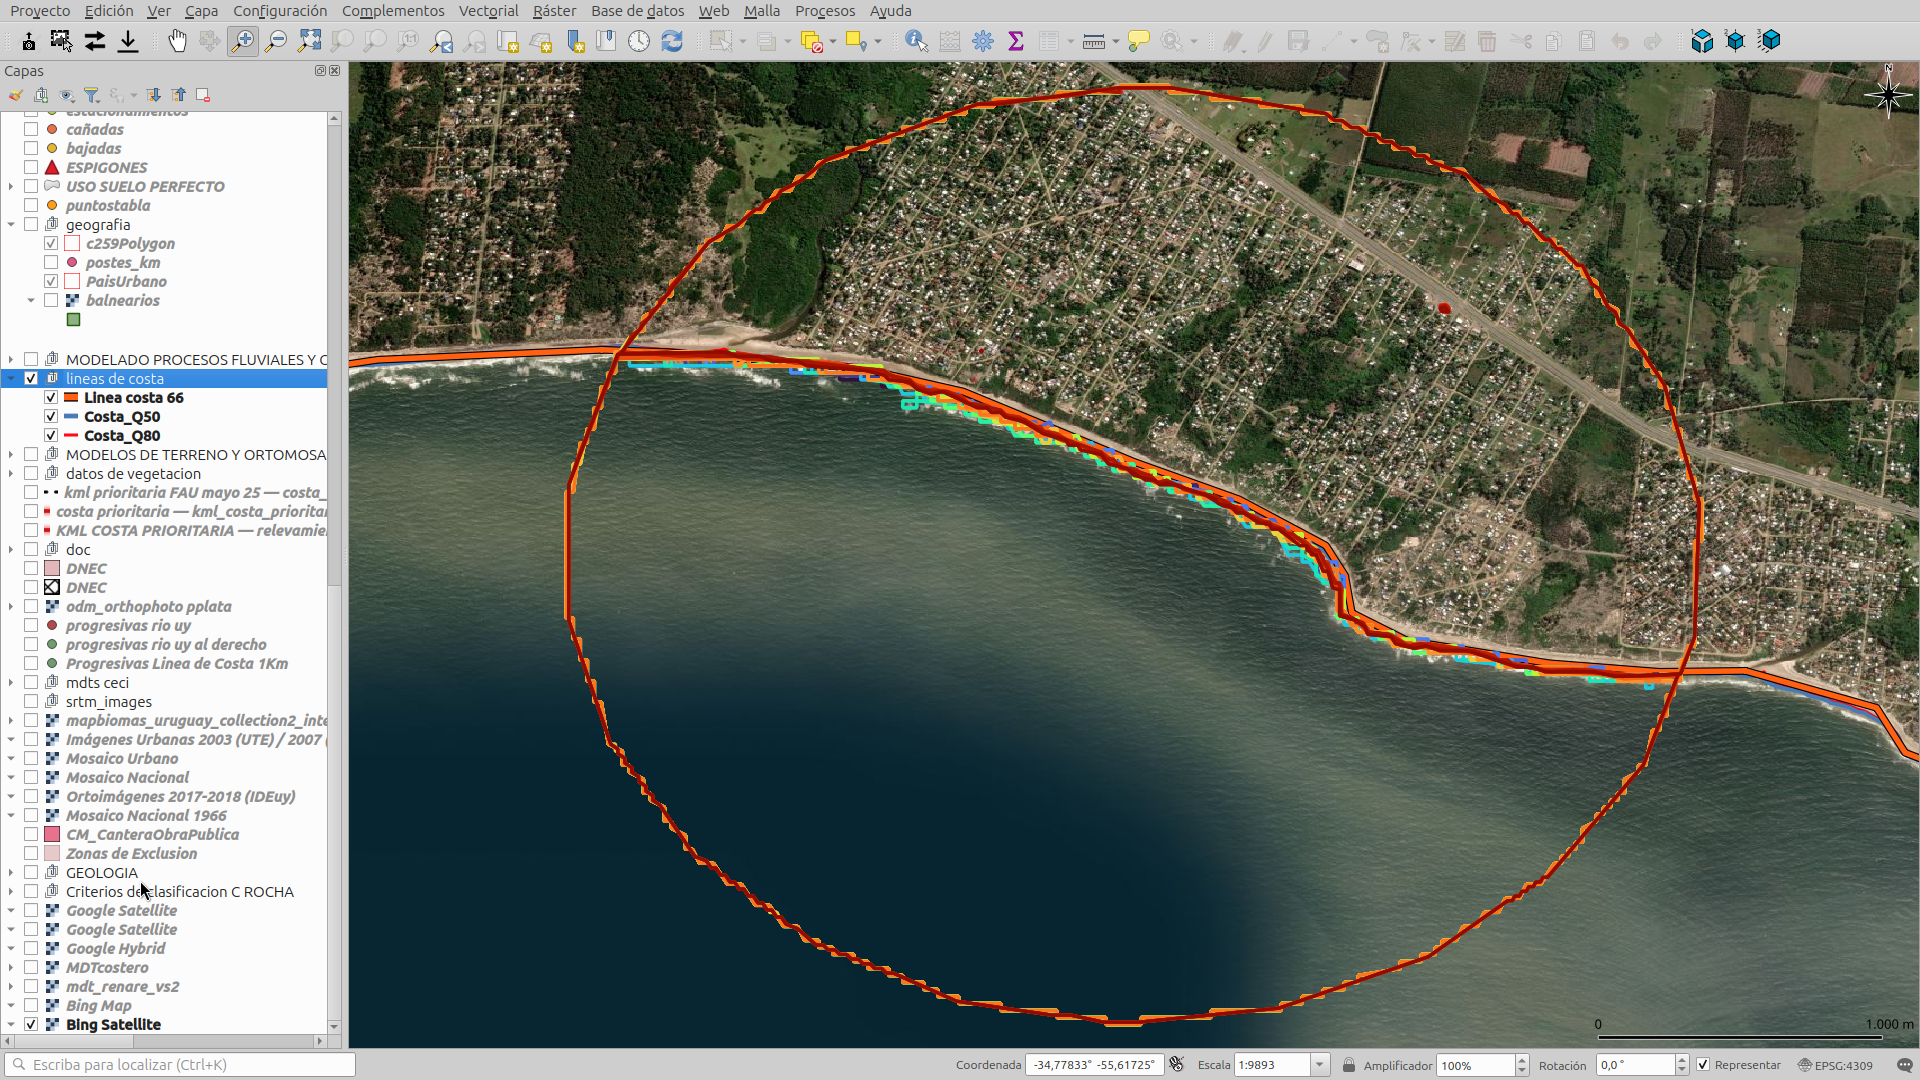 Proyecto Edición Ver Capa Configuración Complementos Vectorial Ráster Base de datos Web Malla Procesos Ayuda
Capas
estacionamientos
cañadas
bajadas
ESPIGONES
USO SUELO PERFECTO
puntostabla
geografia
c259Polygon
postes_km
PaisUrbano
balnearios
MODELADO PROCESOS FLUVIALES Y C
lineas de costa
Linea costa 66
Costa_Q50
Costa_Q80
MODELOS DE TERRENO Y ORTOMOSA
datos de vegetacion
kml prioritaria FAU mayo 25 — costa_
costa prioritaria — kml_costa_prioritar
KML COSTA PRIORITARIA — relevamie
doc
DNEC
DNEC
odm_orthophoto pplata
progresivas rio uy
progresivas rio uy al derecho
Progresivas Linea de Costa 1Km
mdts ceci
srtm_images
mapbiomas_uruguay_collection2_inte
Imágenes Urbanas 2003 (UTE) / 2007 (
Mosaico Urbano
Mosaico Nacional
Ortoimágenes 2017-2018 (IDEuy)
Mosaico Nacional 1966
CM_CanteraObraPublica
Zonas de Exclusion
GEOLOGIA
Criterios de clasificacion C ROCHA
Google Satellite
Google Satellite
Google Hybrid
MDTcostero
mdt_renare_vs2
Bing Map
Bing Satellite
N
0 1.000 m
Escriba para localizar (Ctrl+K) Coordenada -34,77833° -55,61725° Escala 1:9893 Amplificador 100% Rotación 0,0 ° Representar EPSG:4309